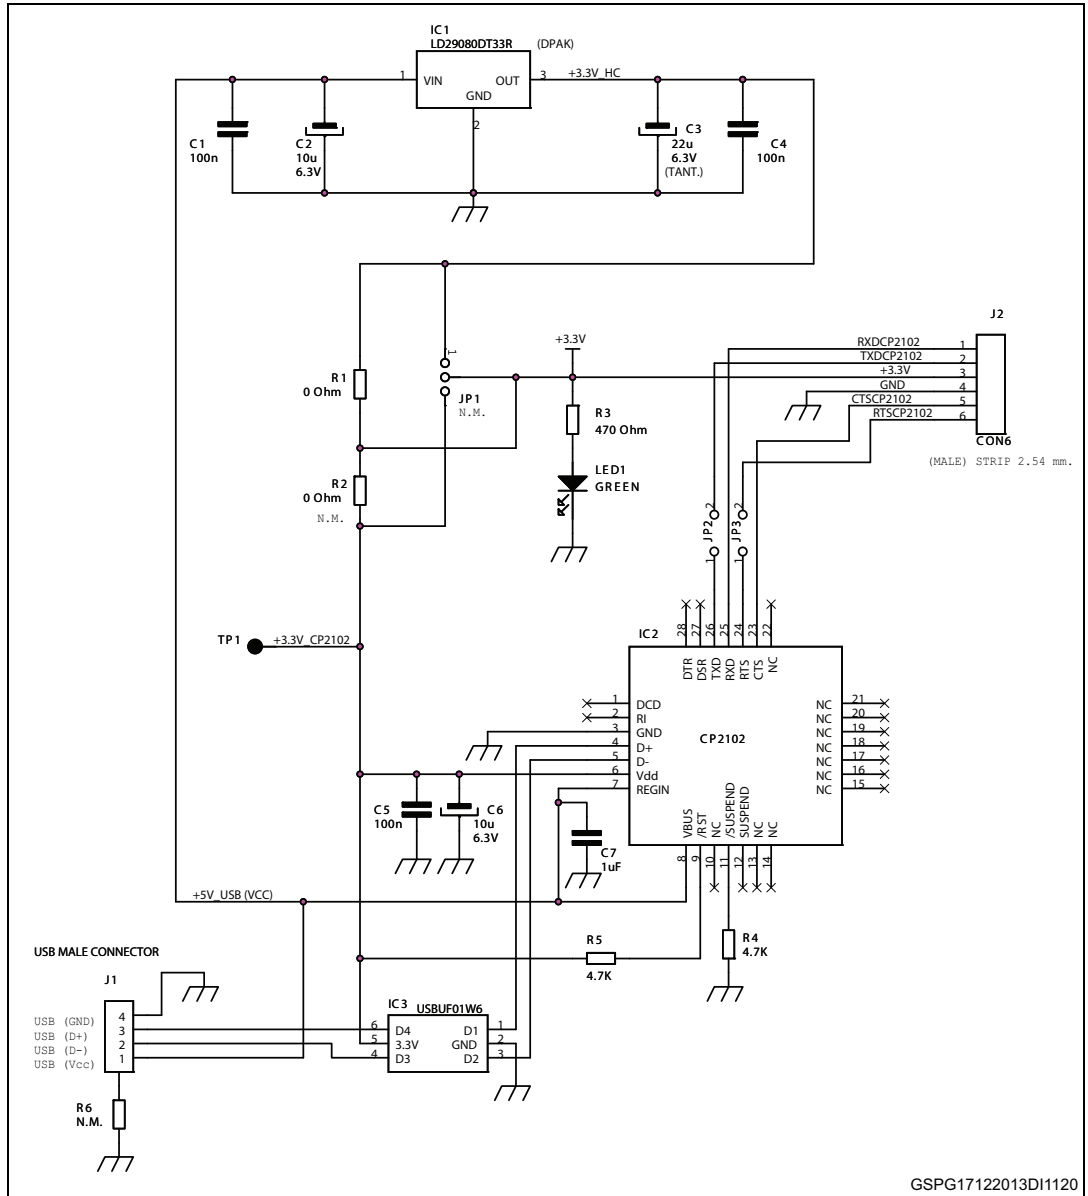 IC1
LD29080DT33R (DPAK)
1 VIN OUT 3 +3.3V_HC
GND
2
C1
100n
C2
10u
6.3V
C3
22u
6.3V
(TANT.)
C4
100n
J2
+3.3V
RXDCP2102 1
TXDCP2102 2
+3.3V 3
GND 4
CTSCP2102 5
RTSCP2102 6
CON6
(MALE) STRIP 2.54 mm.
1
JP1
N.M.
R1
0 Ohm
R3
470 Ohm
R2
0 Ohm
N.M.
LED1
GREEN
2 2
JP2 JP3
1 1
TP1 +3.3V_CP2102
IC2
28 27 26 25 24 23 22
DTR DSR TXD RXD RTS CTS NC
CP2102
1 DCD
2 RI
3 GND
4 D+
5 D-
6 Vdd
7 REGIN
NC 21
NC 20
NC 19
NC 18
NC 17
NC 16
NC 15
VBUS /RST NC /SUSPEND SUSPEND NC NC
8 9 10 11 12 13 14
C5
100n
C6
10u
6.3V
C7
1uF
+5V_USB (VCC)
R5
4.7K
R4
4.7K
USB MALE CONNECTOR
J1
USB (GND) 4
USB (D+) 3
USB (D-) 2
USB (Vcc) 1
IC3 USBUF01W6
6 D4 D1 1
5 3.3V GND 2
4 D3 D2 3
R6
N.M.
GSPG17122013DI1120